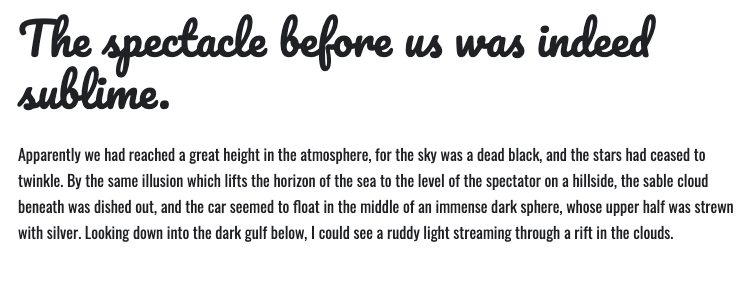 The spectacle before us was indeed
sublime.
Apparently we had reached a great height in the atmosphere, for the sky was a dead black, and the stars had ceased to
twinkle. By the same illusion which lifts the horizon of the sea to the level of the spectator on a hillside, the sable cloud
beneath was dished out, and the car seemed to float in the middle of an immense dark sphere, whose upper half was strewn
with silver. Looking down into the dark gulf below, I could see a ruddy light streaming through a rift in the clouds.